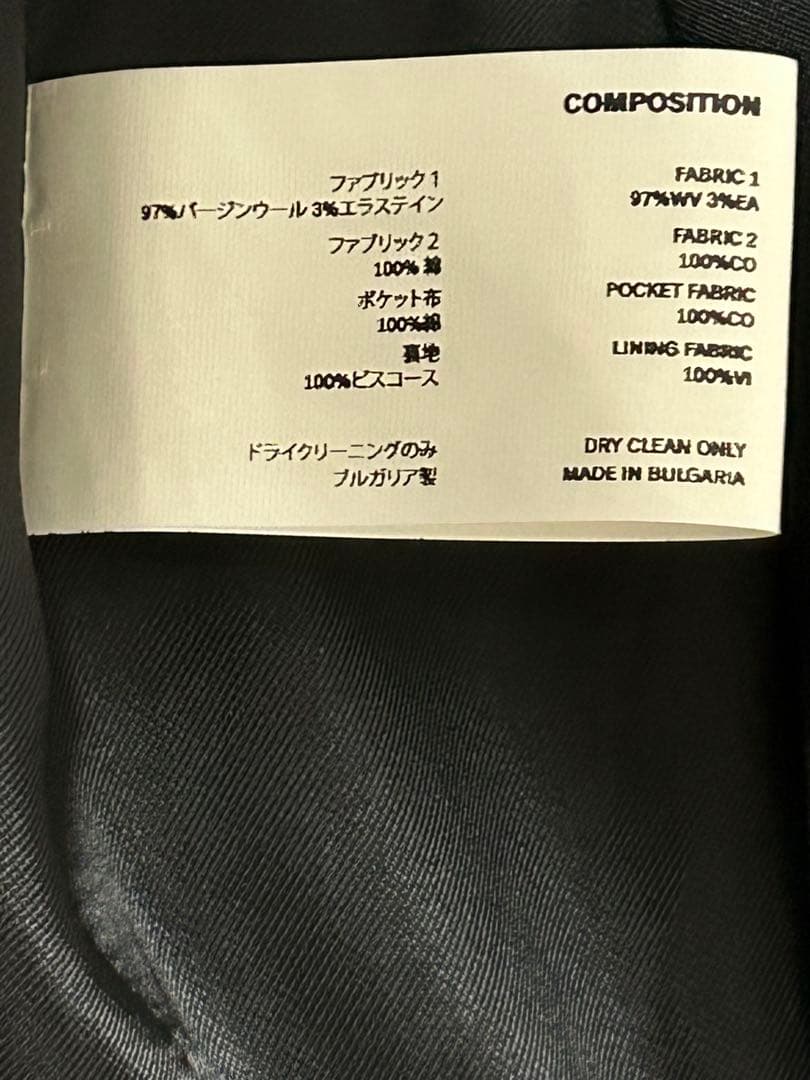 COMPOSITION
ファブリック1
97%バージンウール 3%エラステイン
ファブリック2
100% 綿
ポケット布
100%綿
裏地
100%ビスコース
ドライクリーニングのみ
ブルガリア製
FABRIC 1
97%WV 3%EA
FABRIC 2
100%CO
POCKET FABRIC
100%CO
LINING FABRIC
100%VI
DRY CLEAN ONLY
MADE IN BULGARIA